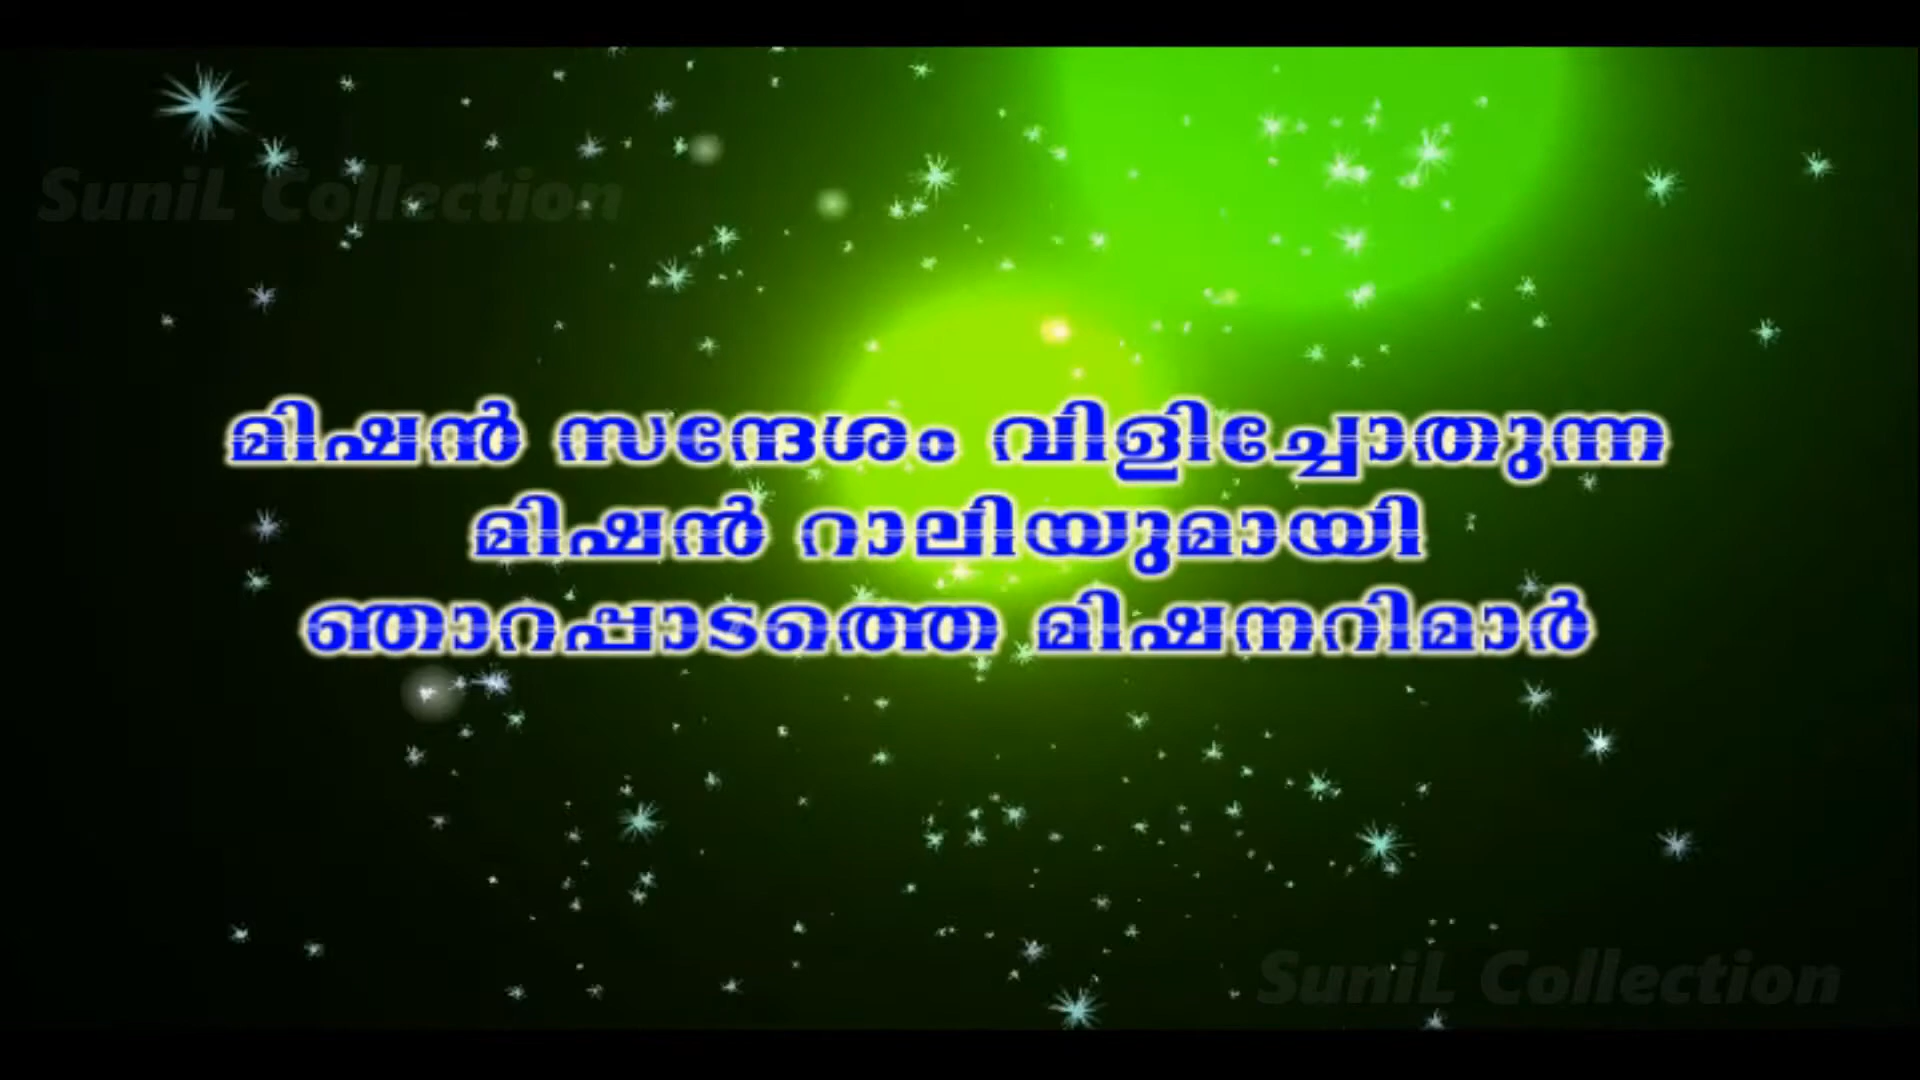 SuniL Collection
മിഷൻ സന്ദേശം വിളിച്ചോതുന്ന
മിഷൻ റാലിയുമായി
ഞാറപ്പാടത്തെ മിഷനറിമാർ
SuniL Collection